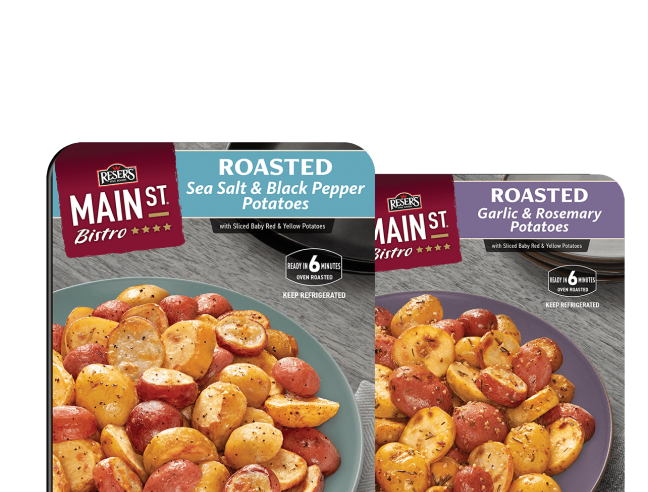 RESER'S
MAIN ST.
Bistro
ROASTED
Sea Salt & Black Pepper
Potatoes
with Sliced Baby Red & Yellow Potatoes
READY IN 6 MINUTES
OVEN ROASTED
KEEP REFRIGERATED
RESER'S
MAIN ST.
Bistro
ROASTED
Garlic & Rosemary
Potatoes
with Sliced Baby Red & Yellow Potatoes
READY IN 6 MINUTES
OVEN ROASTED
KEEP REFRIGERATED